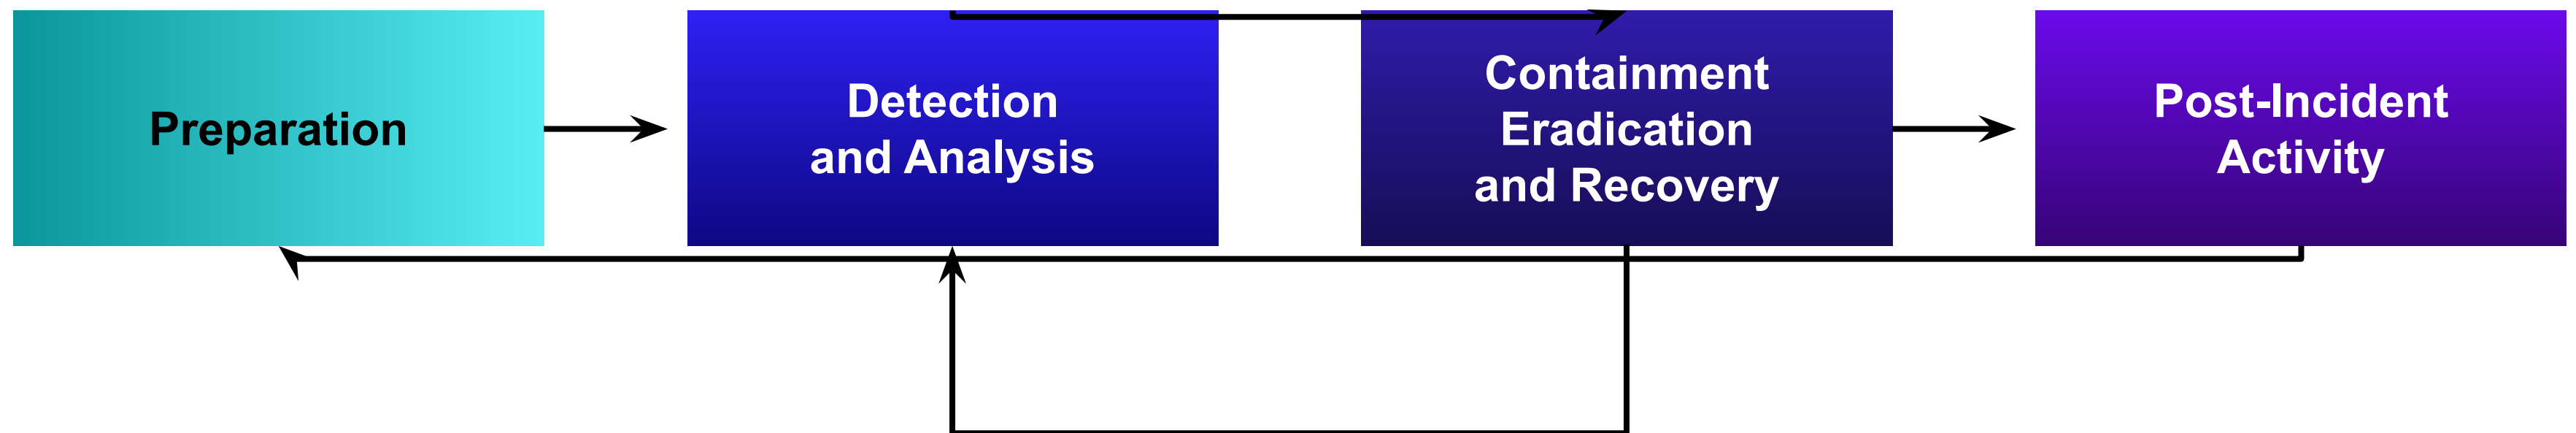 Preparation
Detection
and Analysis
Containment
Eradication
and Recovery
Post-Incident
Activity